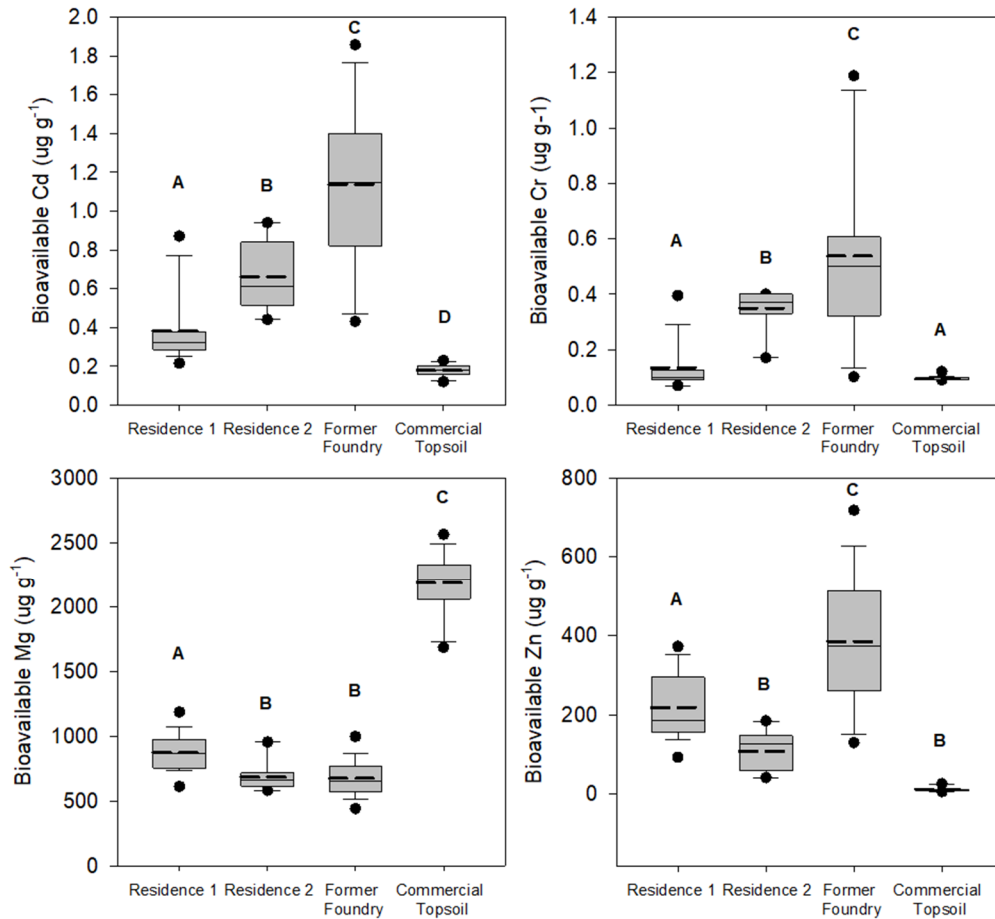 Bioavailable Cd (ug g⁻¹)
2.0
1.8
1.6
1.4
1.2
1.0
0.8
0.6
0.4
0.2
0.0
A
B
C
D
Residence 1
Residence 2
Former
Foundry
Commercial
Topsoil
Bioavailable Cr (ug g-1)
1.4
1.2
1.0
0.8
0.6
0.4
0.2
0.0
A
B
C
A
Residence 1
Residence 2
Former
Foundry
Commercial
Topsoil
Bioavailable Mg (ug g⁻¹)
3000
2500
2000
1500
1000
500
0
A
B
B
C
Residence 1
Residence 2
Former
Foundry
Commercial
Topsoil
Bioavailable Zn (ug g⁻¹)
800
600
400
200
0
A
B
C
B
Residence 1
Residence 2
Former
Foundry
Commercial
Topsoil